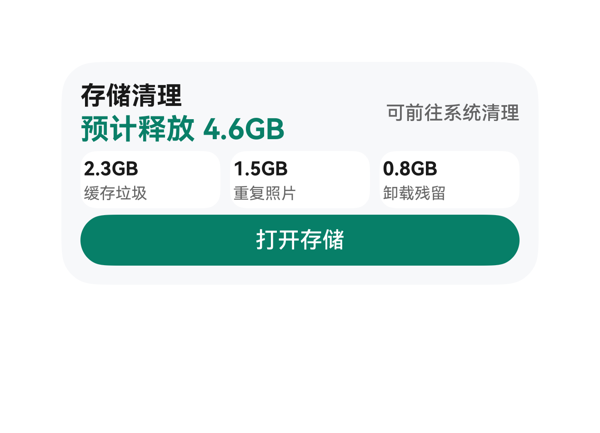 存储清理
预计释放 4.6GB
可前往系统清理
2.3GB
缓存垃圾
1.5GB
重复照片
0.8GB
卸载残留
打开存储